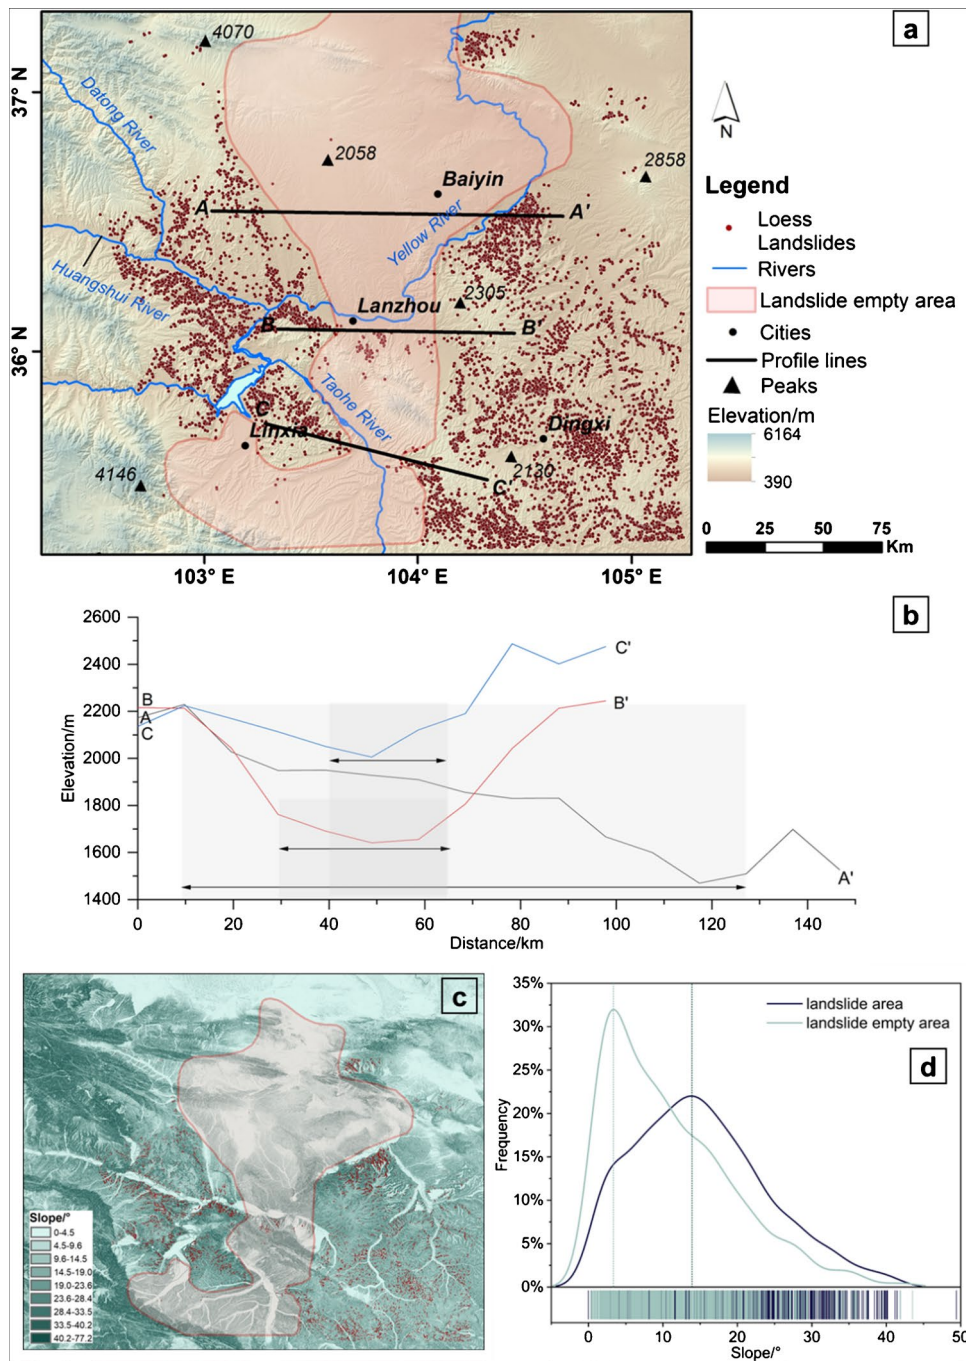 a
4070
37° N
Datong River
2058
2858
N
Baiyin
Legend
A
A'
Loess
Landslides
Yellow River
Rivers
Huangshui River
2305
Landslide empty area
Lanzhou
Cities
B
B'
36° N
Profile lines
Peaks
Taohe River
C
Elevation/m
Linxia
Dingxi
6164
4146
2130
390
C'
0 25 50 75
Km
103° E 104° E 105° E
b
2600
2400
2200
2000
1800
1600
1400
Elevation/m
B
A
C
C'
B'
A'
0 20 40 60 80 100 120 140
Distance/km
c
Slope/°
0-4.5
4.5-9.6
9.6-14.5
14.5-19.0
19.0-23.6
23.6-28.4
28.4-33.5
33.5-40.2
40.2-77.2
35%
30%
25%
20%
15%
10%
5%
0%
Frequency
landslide area
landslide empty area
d
0 10 20 30 40 50
Slope/°